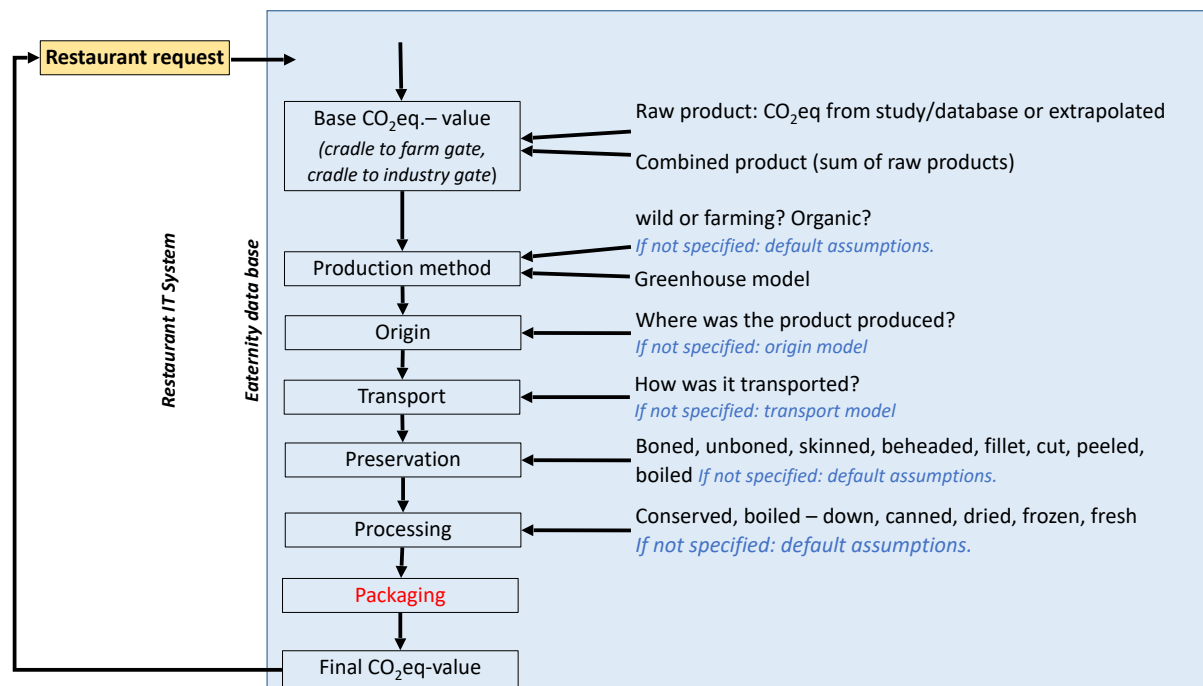 Restaurant request
Base CO₂eq.– value
(cradle to farm gate,
cradle to industry gate)
Raw product: CO₂eq from study/database or extrapolated
Combined product (sum of raw products)
Production method
wild or farming? Organic?
If not specified: default assumptions.
Greenhouse model
Origin
Where was the product produced?
If not specified: origin model
Transport
How was it transported?
If not specified: transport model
Preservation
Boned, unboned, skinned, beheaded, fillet, cut, peeled,
boiled If not specified: default assumptions.
Processing
Conserved, boiled – down, canned, dried, frozen, fresh
If not specified: default assumptions.
Packaging
Final CO₂eq-value
Restaurant IT System
Eaternity data base